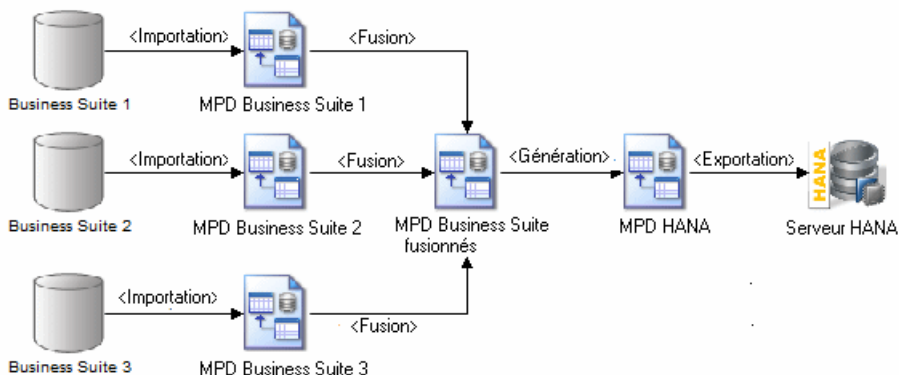 <Importation>
<Fusion>
Business Suite 1
MPD Business Suite 1
<Importation>
<Fusion>
<Génération>
<Exportation>
HANA
Business Suite 2
MPD Business Suite 2
MPD Business Suite
fusionnés
MPD HANA
Serveur HANA
<Importation>
<Fusion>
Business Suite 3
MPD Business Suite 3